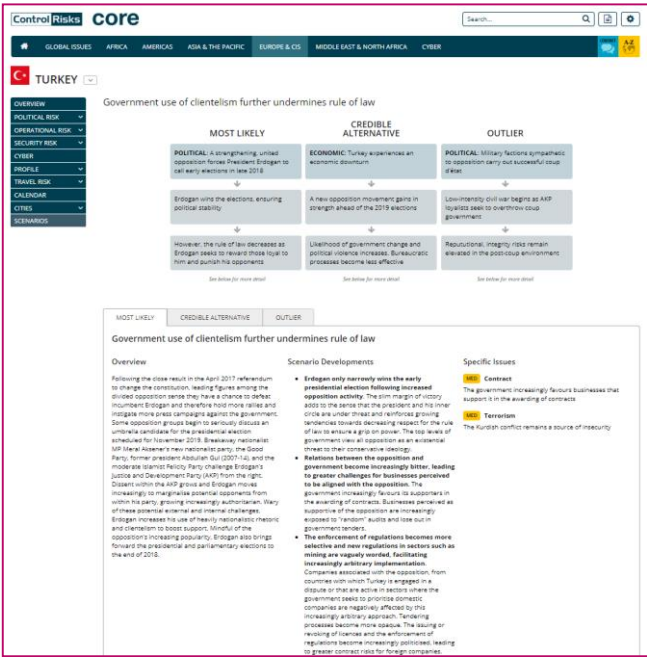 Control Risks core
Search...
GLOBAL ISSUES AFRICA AMERICAS ASIA & THE PACIFIC EUROPE & CIS MIDDLE EAST & NORTH AFRICA CYBER
TURKEY
OVERVIEW
POLITICAL RISK
OPERATIONAL RISK
SECURITY RISK
CYBER
PROFILE
TRAVEL RISK
CALENDAR
CITIES
SCENARIOS
Government use of clientelism further undermines rule of law
MOST LIKELY
POLITICAL: A strengthening, united
opposition forces President Erdogan to
call early elections in late 2018
Erdogan wins the elections, ensuring
political stability
However, the rule of law decreases as
Erdogan seeks to reward those loyal to
him and punish his opponents
See below for more detail
CREDIBLE
ALTERNATIVE
ECONOMIC: Turkey experiences an
economic downturn
A new opposition movement gains in
strength ahead of the 2019 elections
Likelihood of government change and
political violence increases. Bureaucratic
processes become less effective
See below for more detail
OUTLIER
POLITICAL: Military factions sympathetic
to opposition carry out successful coup
d'état
Low-intensity civil war begins as AKP
loyalists seek to overthrow coup
government
Reputational, integrity risks remain
elevated in the post-coup environment
See below for more detail
MOST LIKELY CREDIBLE ALTERNATIVE OUTLIER
Government use of clientelism further undermines rule of law
Overview
Following the close result in the April 2017 referendum
to change the constitution, leading figures among the
divided opposition sense they have a chance to defeat
incumbent Erdogan and therefore hold more rallies and
instigate more press campaigns against the government.
Some opposition groups begin to seriously discuss an
umbrella candidate for the presidential election
scheduled for November 2019. Breakaway nationalist
MP Meral Aksener's new nationalist party, the Good
Party, former president Abdullah Gul (2007-14), and the
moderate Islamist Felicity Party challenge Erdogan's
Justice and Development Party (AKP) from the right.
Dissent within the AKP grows and Erdogan moves
increasingly to marginalise potential opponents from
within his party, growing increasingly authoritarian. Wary
of these potential external and internal challenges,
Erdogan increases his use of heavily nationalistic rhetoric
and clientelism to boost support. Mindful of the
opposition's increasing popularity, Erdogan also brings
forward the presidential and parliamentary elections to
the end of 2018.
Scenario Developments
• Erdogan only narrowly wins the early
presidential election following increased
opposition activity. The slim margin of victory
adds to the sense that the president and his inner
circle are under threat and reinforces growing
tendencies towards decreasing respect for the rule
of law to ensure a grip on power. The top levels of
government view all opposition as an existential
threat to their conservative ideology.
• Relations between the opposition and
government become increasingly bitter, leading
to greater challenges for businesses perceived
to be aligned with the opposition. The
government increasingly favours its supporters in
the awarding of contracts. Businesses perceived as
supportive of the opposition are increasingly
exposed to "random" audits and lose out in
government tenders.
• The enforcement of regulations becomes more
selective and new regulations in sectors such as
mining are vaguely worded, facilitating
increasingly arbitrary implementation.
Companies associated with the opposition, from
countries with which Turkey is engaged in a
dispute or that are active in sectors where the
government seeks to prioritise domestic
companies are negatively affected by this
increasingly arbitrary approach. Tendering
processes become more opaque. The issuing or
revoking of licences and the enforcement of
regulations become increasingly politicised, leading
to greater contract risks for foreign companies.
Specific Issues
MED Contract
The government increasingly favours businesses that
support it in the awarding of contracts
MED Terrorism
The Kurdish conflict remains a source of insecurity